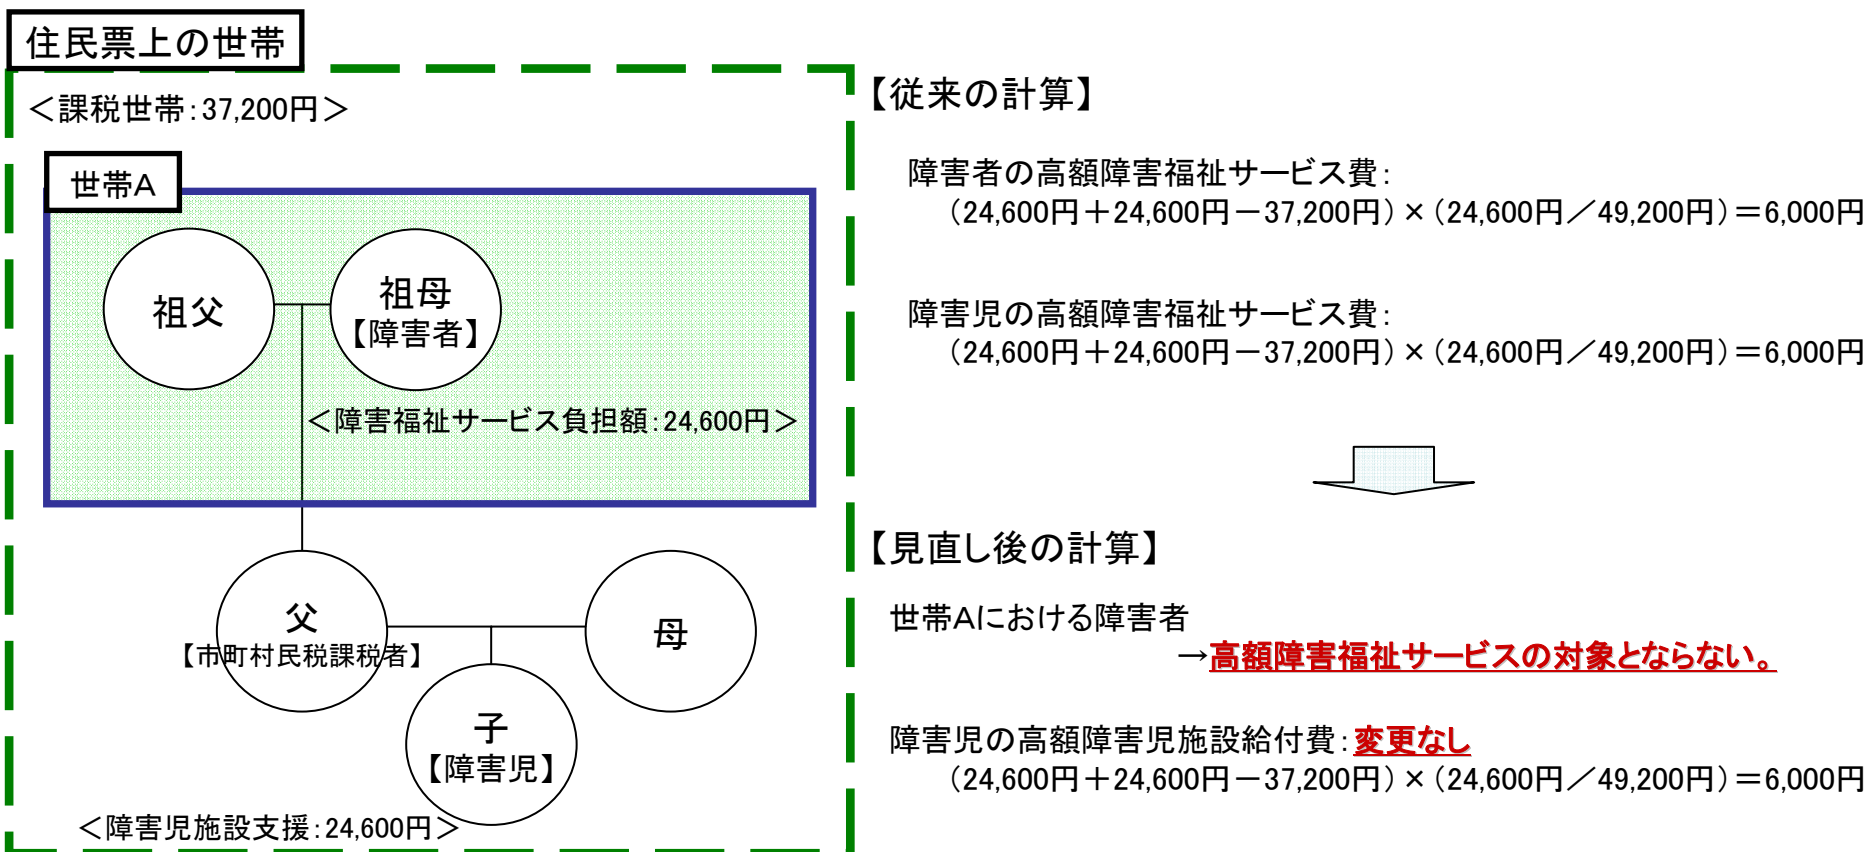 住民票上の世帯
＜課税世帯：37,200円＞
世帯A
祖父
祖母
【障害者】
＜障害福祉サービス負担額：24,600円＞
父
【市町村民税課税者】
母
子
【障害児】
＜障害児施設支援：24,600円＞
【従来の計算】
障害者の高額障害福祉サービス費：
（24,600円＋24,600円－37,200円）×（24,600円／49,200円）＝6,000円
障害児の高額障害福祉サービス費：
（24,600円＋24,600円－37,200円）×（24,600円／49,200円）＝6,000円
【見直し後の計算】
世帯Aにおける障害者
→高額障害福祉サービスの対象とならない。
障害児の高額障害児施設給付費：変更なし
（24,600円＋24,600円－37,200円）×（24,600円／49,200円）＝6,000円